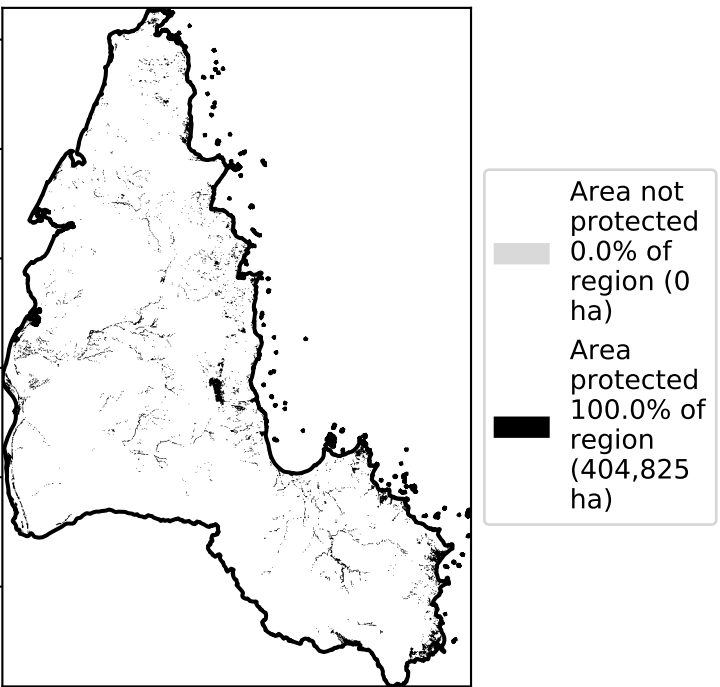 Area not
protected
0.0% of
region (0
ha)
Area
protected
100.0% of
region
(404,825
ha)